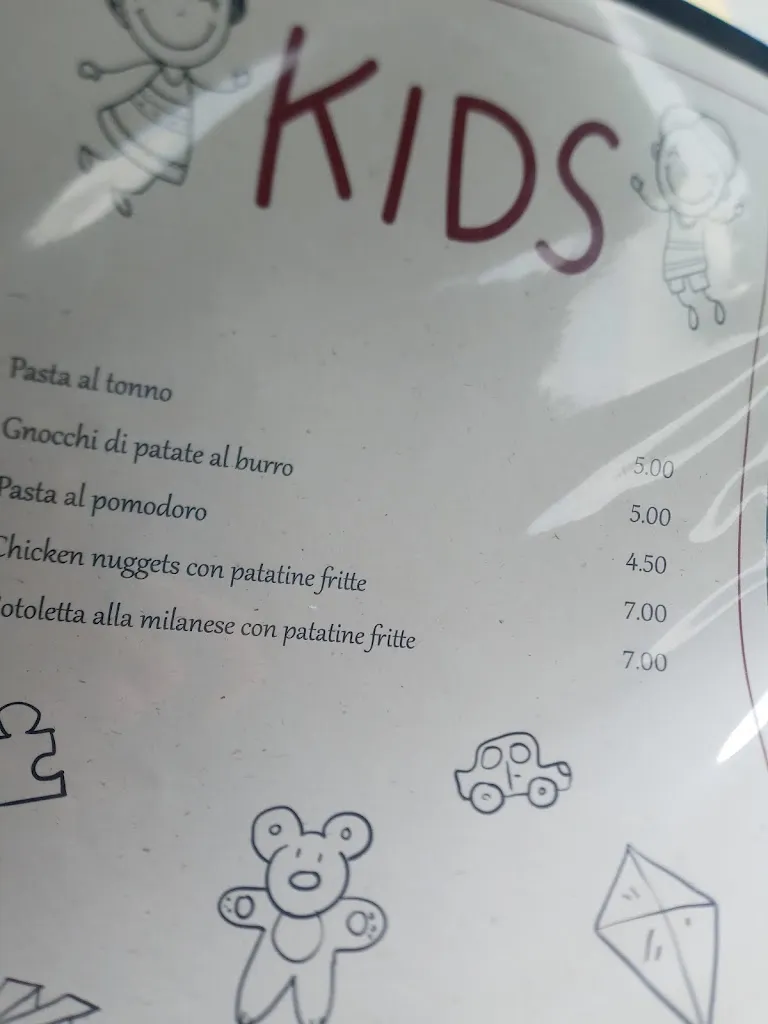 KIDS
Pasta al tonno 5.00
Gnocchi di patate al burro 5.00
Pasta al pomodoro 4.50
Chicken nuggets con patatine fritte 7.00
otoletta alla milanese con patatine fritte 7.00